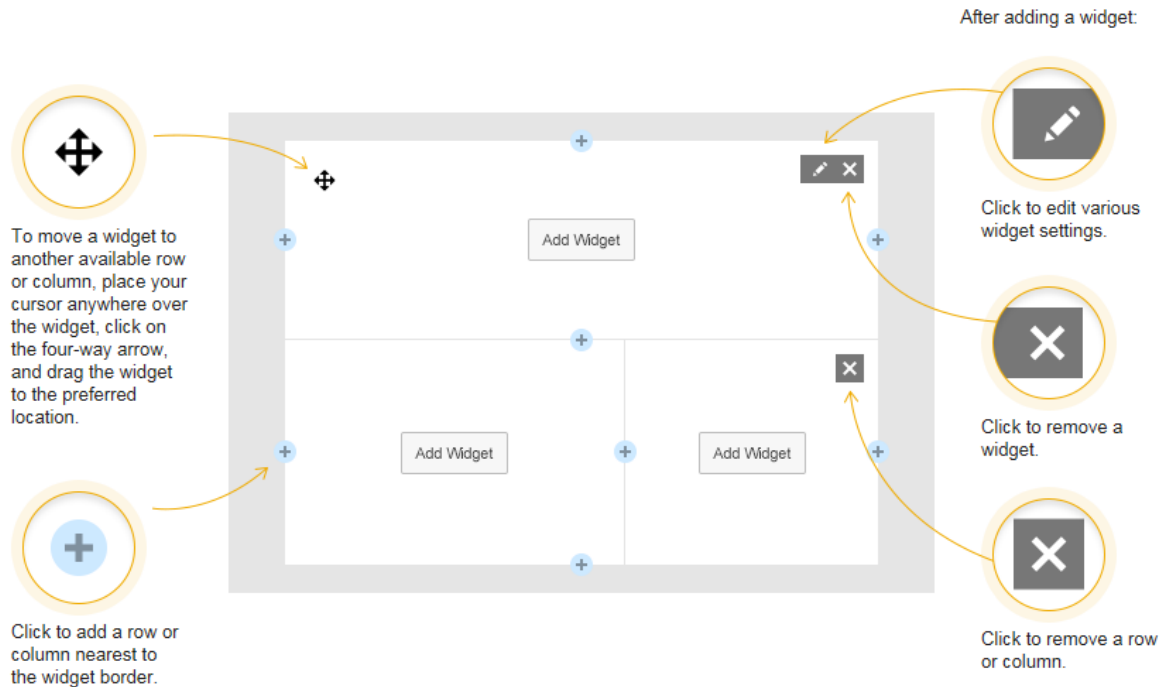 After adding a widget:
To move a widget to
another available row
or column, place your
cursor anywhere over
the widget, click on
the four-way arrow,
and drag the widget
to the preferred
location.
Click to add a row or
column nearest to
the widget border.
Add Widget
Add Widget
Add Widget
Click to edit various
widget settings.
Click to remove a
widget.
Click to remove a row
or column.